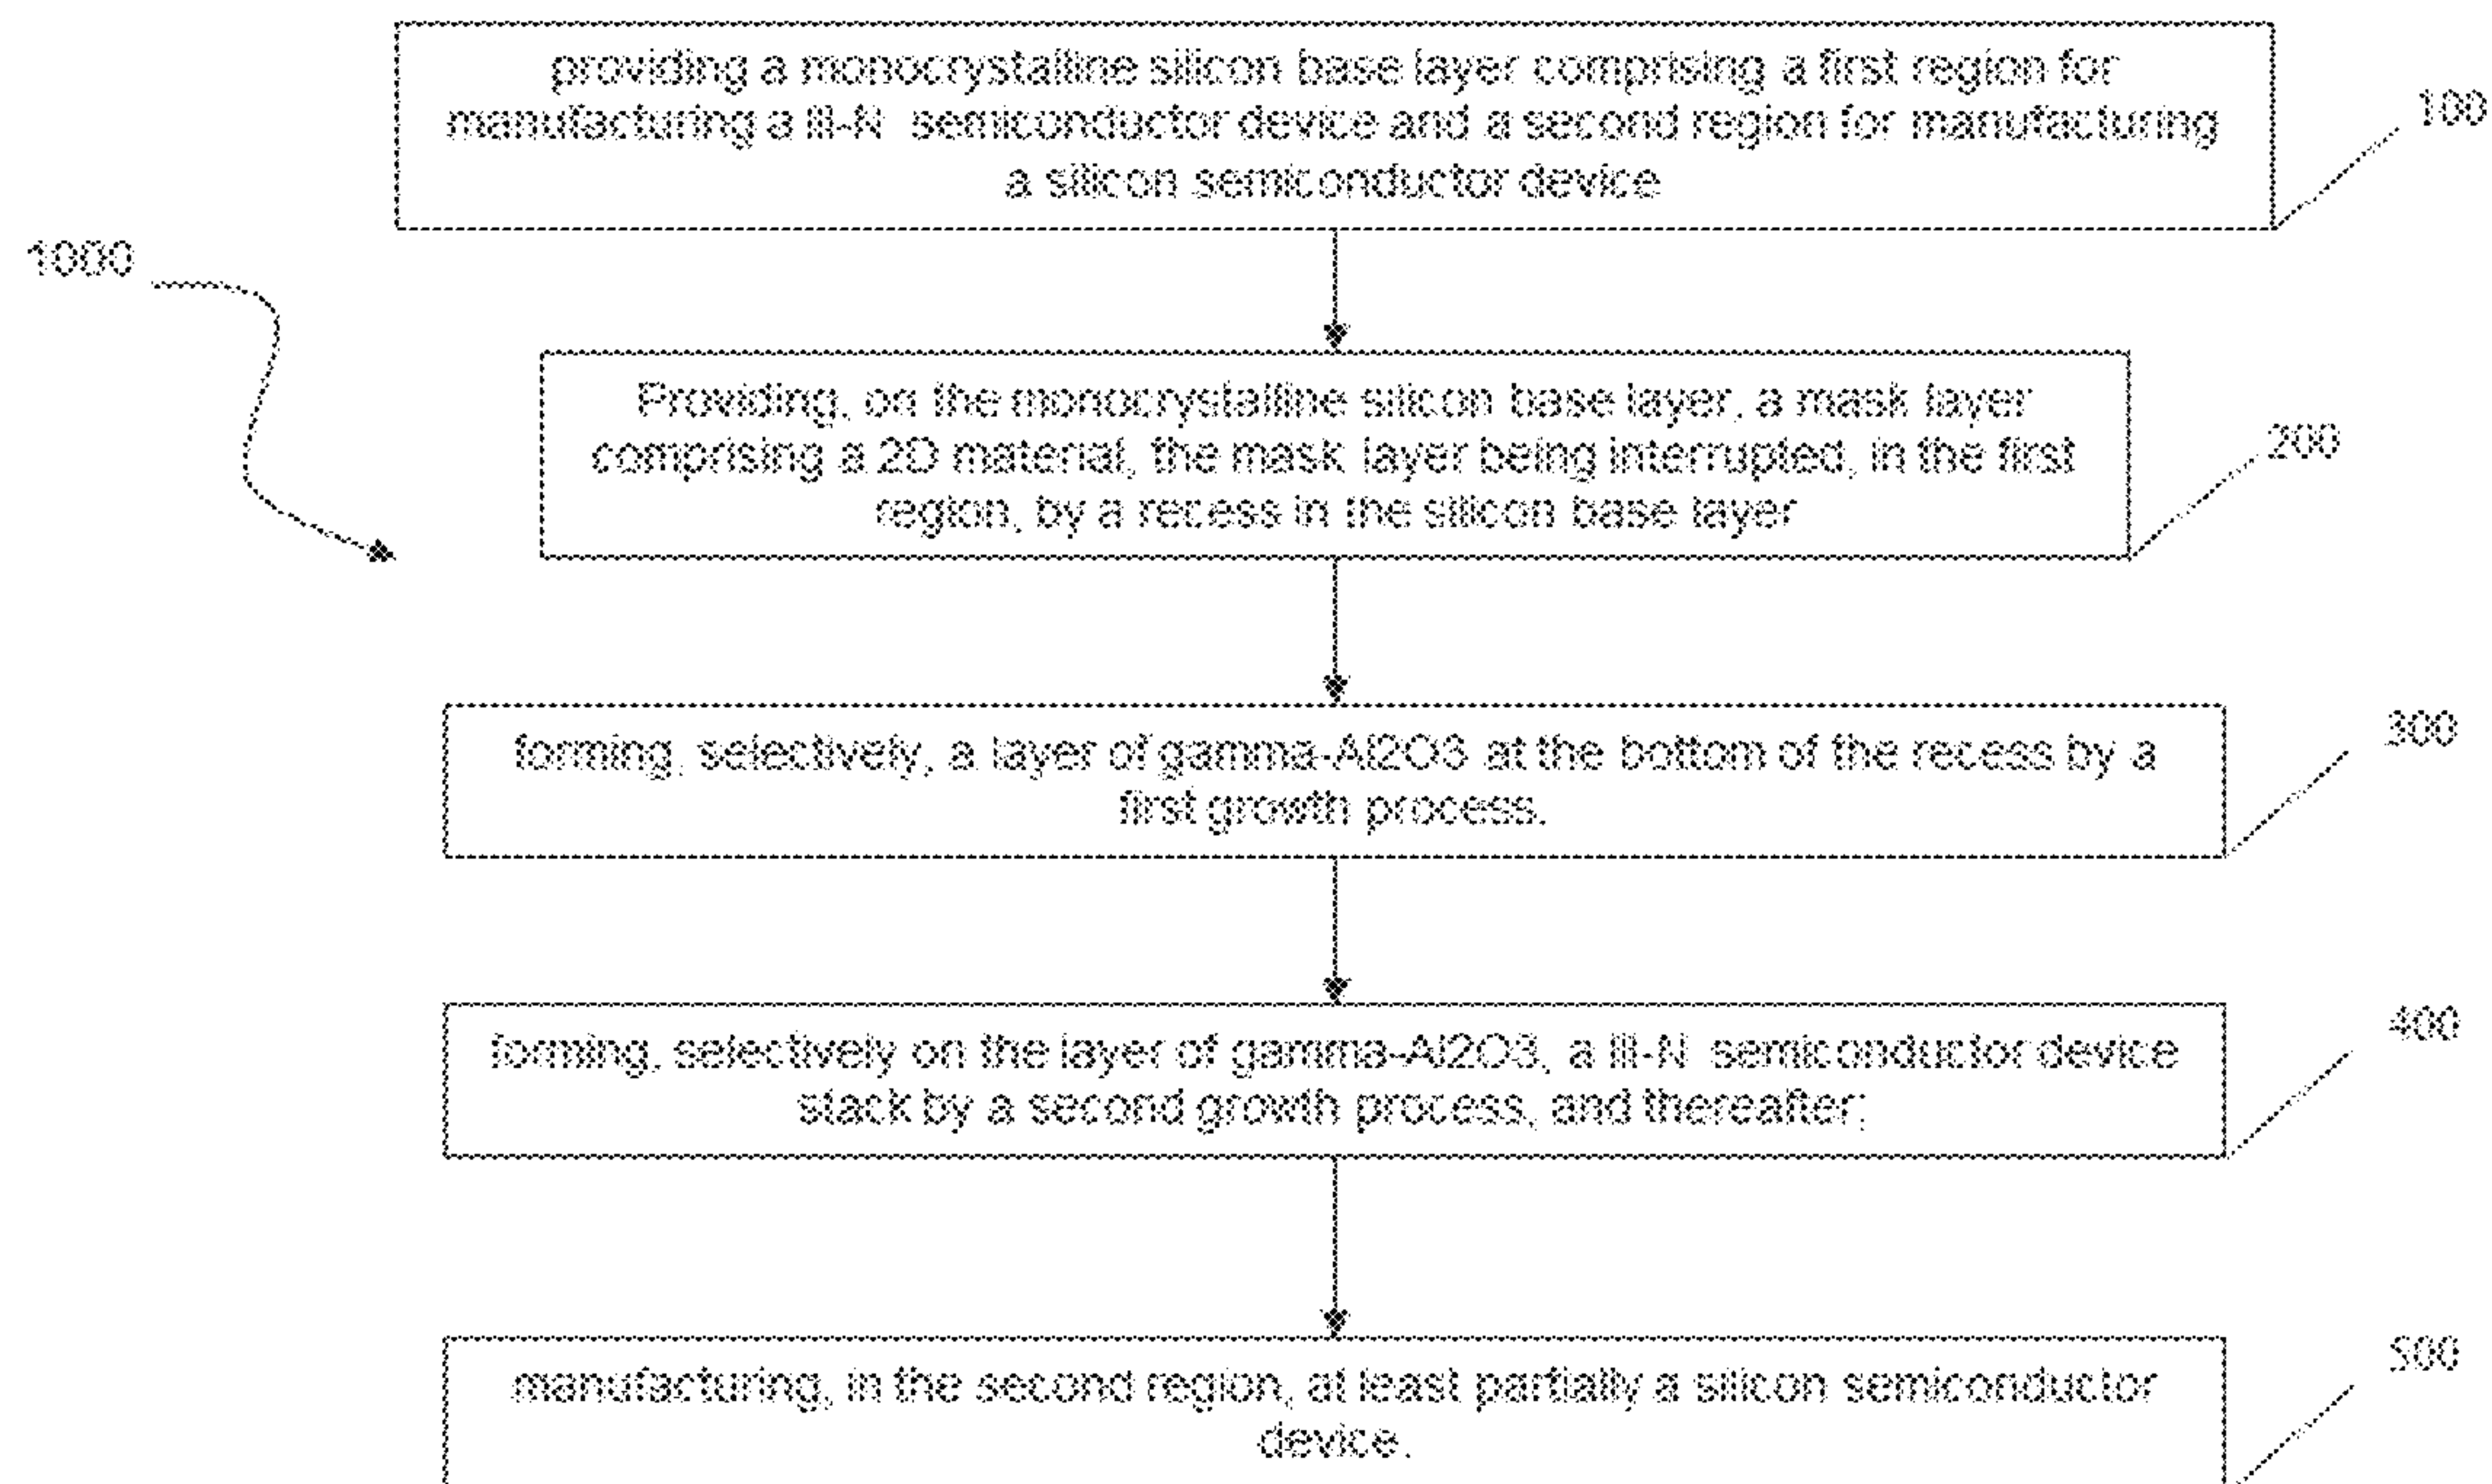 providing a monocrystalline silicon base layer comprising a first region for
manufacturing a III-N semiconductor device and a second region for manufacturing
a silicon semiconductor device
100
1000
Providing, on the monocrystalline silicon base layer, a mask layer
comprising a 2D material, the mask layer being interrupted, in the first
region, by a recess in the silicon base layer
200
forming, selectively, a layer of gamma-Al2O3 at the bottom of the recess by a
first growth process.
300
forming, selectively on the layer of gamma-Al2O3, a III-N semiconductor device
stack by a second growth process, and thereafter;
400
manufacturing, in the second region, at least partially a silicon semiconductor
device.
500